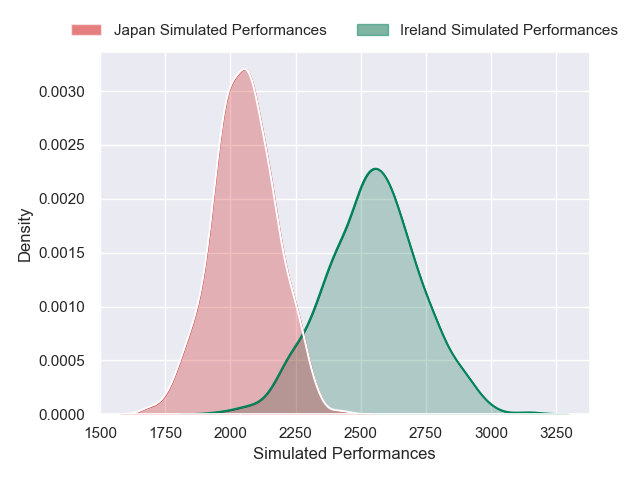 Japan Simulated Performances
Ireland Simulated Performances
0.0030
0.0025
0.0020
0.0015
0.0010
0.0005
0.0000
Density
1500 1750 2000 2250 2500 2750 3000 3250
Simulated Performances